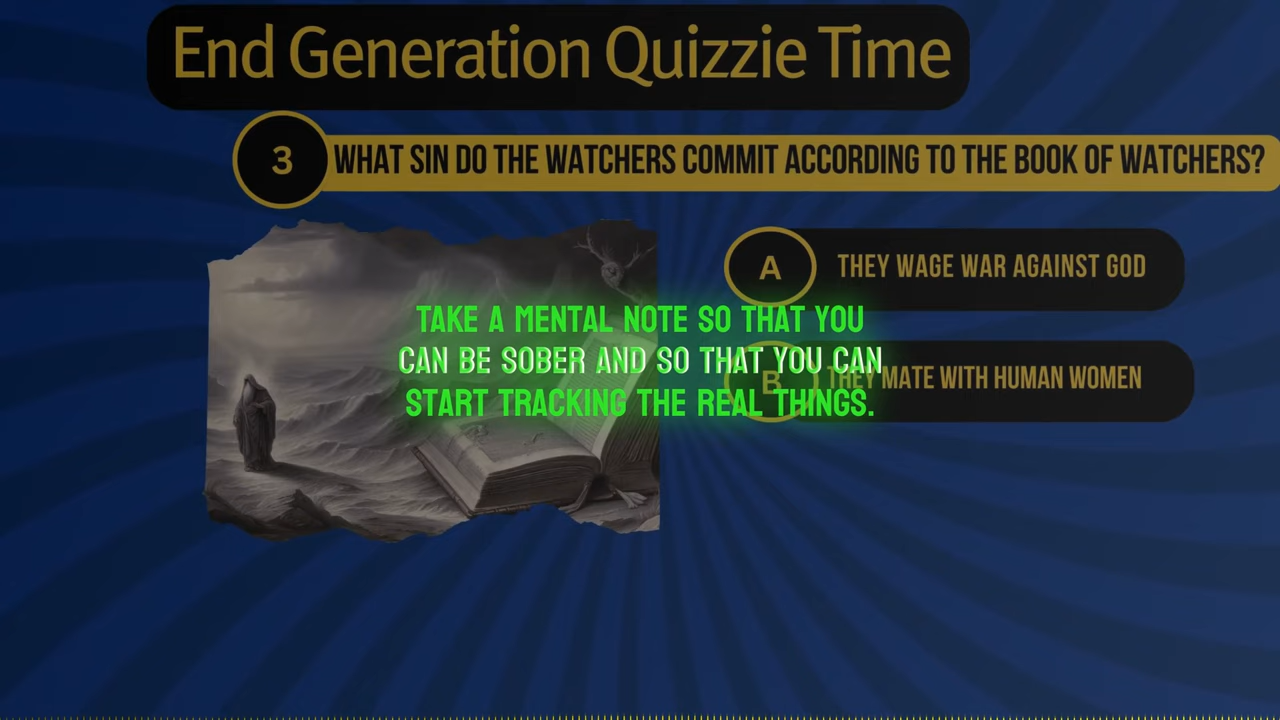 End Generation Quizzie Time
3
WHAT SIN DO THE WATCHERS COMMIT ACCORDING TO THE BOOK OF WATCHERS?
A
THEY WAGE WAR AGAINST GOD
B
THEY MATE WITH HUMAN WOMEN
TAKE A MENTAL NOTE SO THAT YOU
CAN BE SOBER AND SO THAT YOU CAN
START TRACKING THE REAL THINGS.